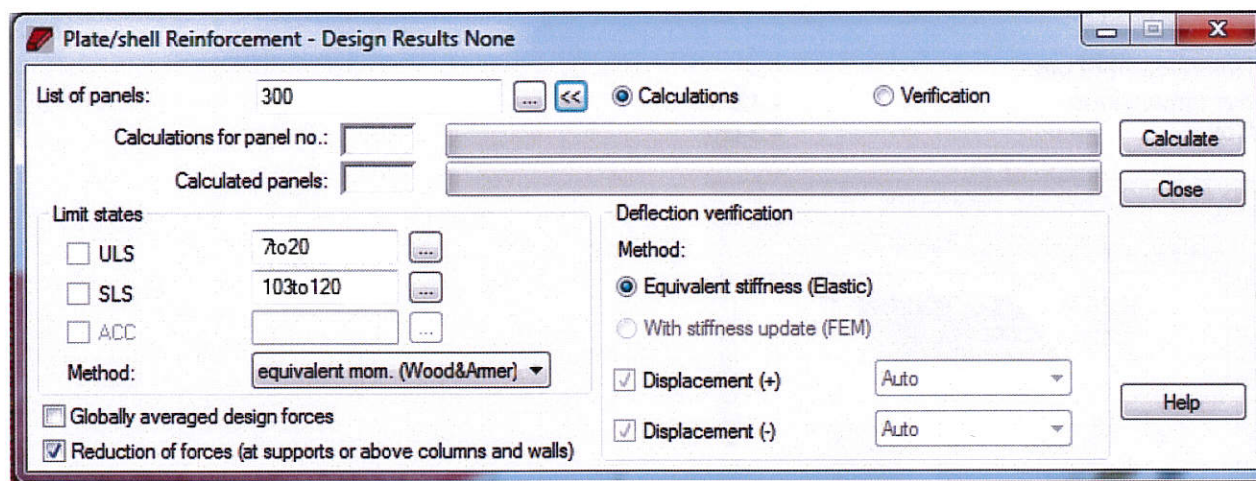 Plate/shell Reinforcement - Design Results None
List of panels: 300 ... << Calculations Verification
Calculations for panel no.: Calculate
Calculated panels: Close
Limit states Deflection verification
ULS 7to20 ... Method:
SLS 103to120 ... Equivalent stiffness (Elastic)
ACC ... With stiffness update (FEM)
Method: equivalent mom. (Wood&Armer) Displacement (+) Auto
Globally averaged design forces Help
Reduction of forces (at supports or above columns and walls) Displacement (-) Auto